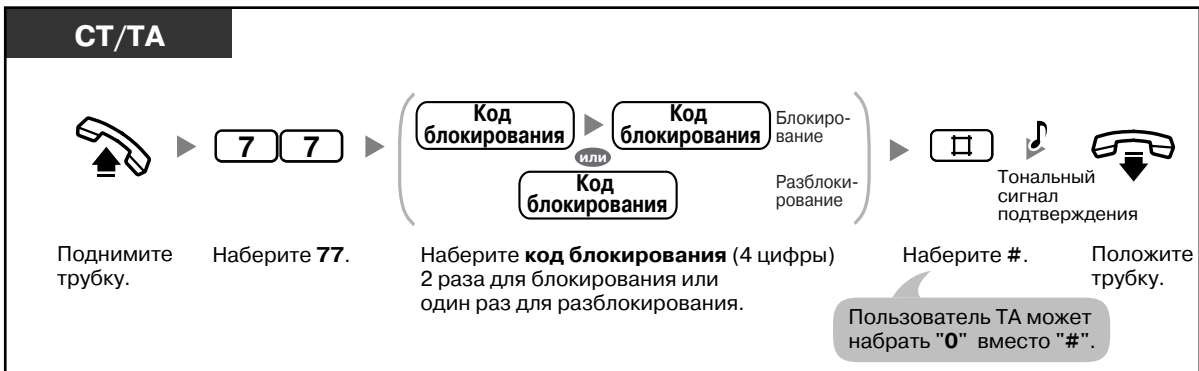 СТ/ТА
7 7
Код
блокирования
Код
блокирования
Блокиро-
вание
или
Код
блокирования
Разблоки-
рование
Тональный
сигнал
подтверждения
Поднимите
трубку.
Наберите 77.
Наберите код блокирования (4 цифры)
2 раза для блокирования или
один раз для разблокирования.
Наберите #.
Положите
трубку.
Пользователь ТА может
набрать "0" вместо "#".